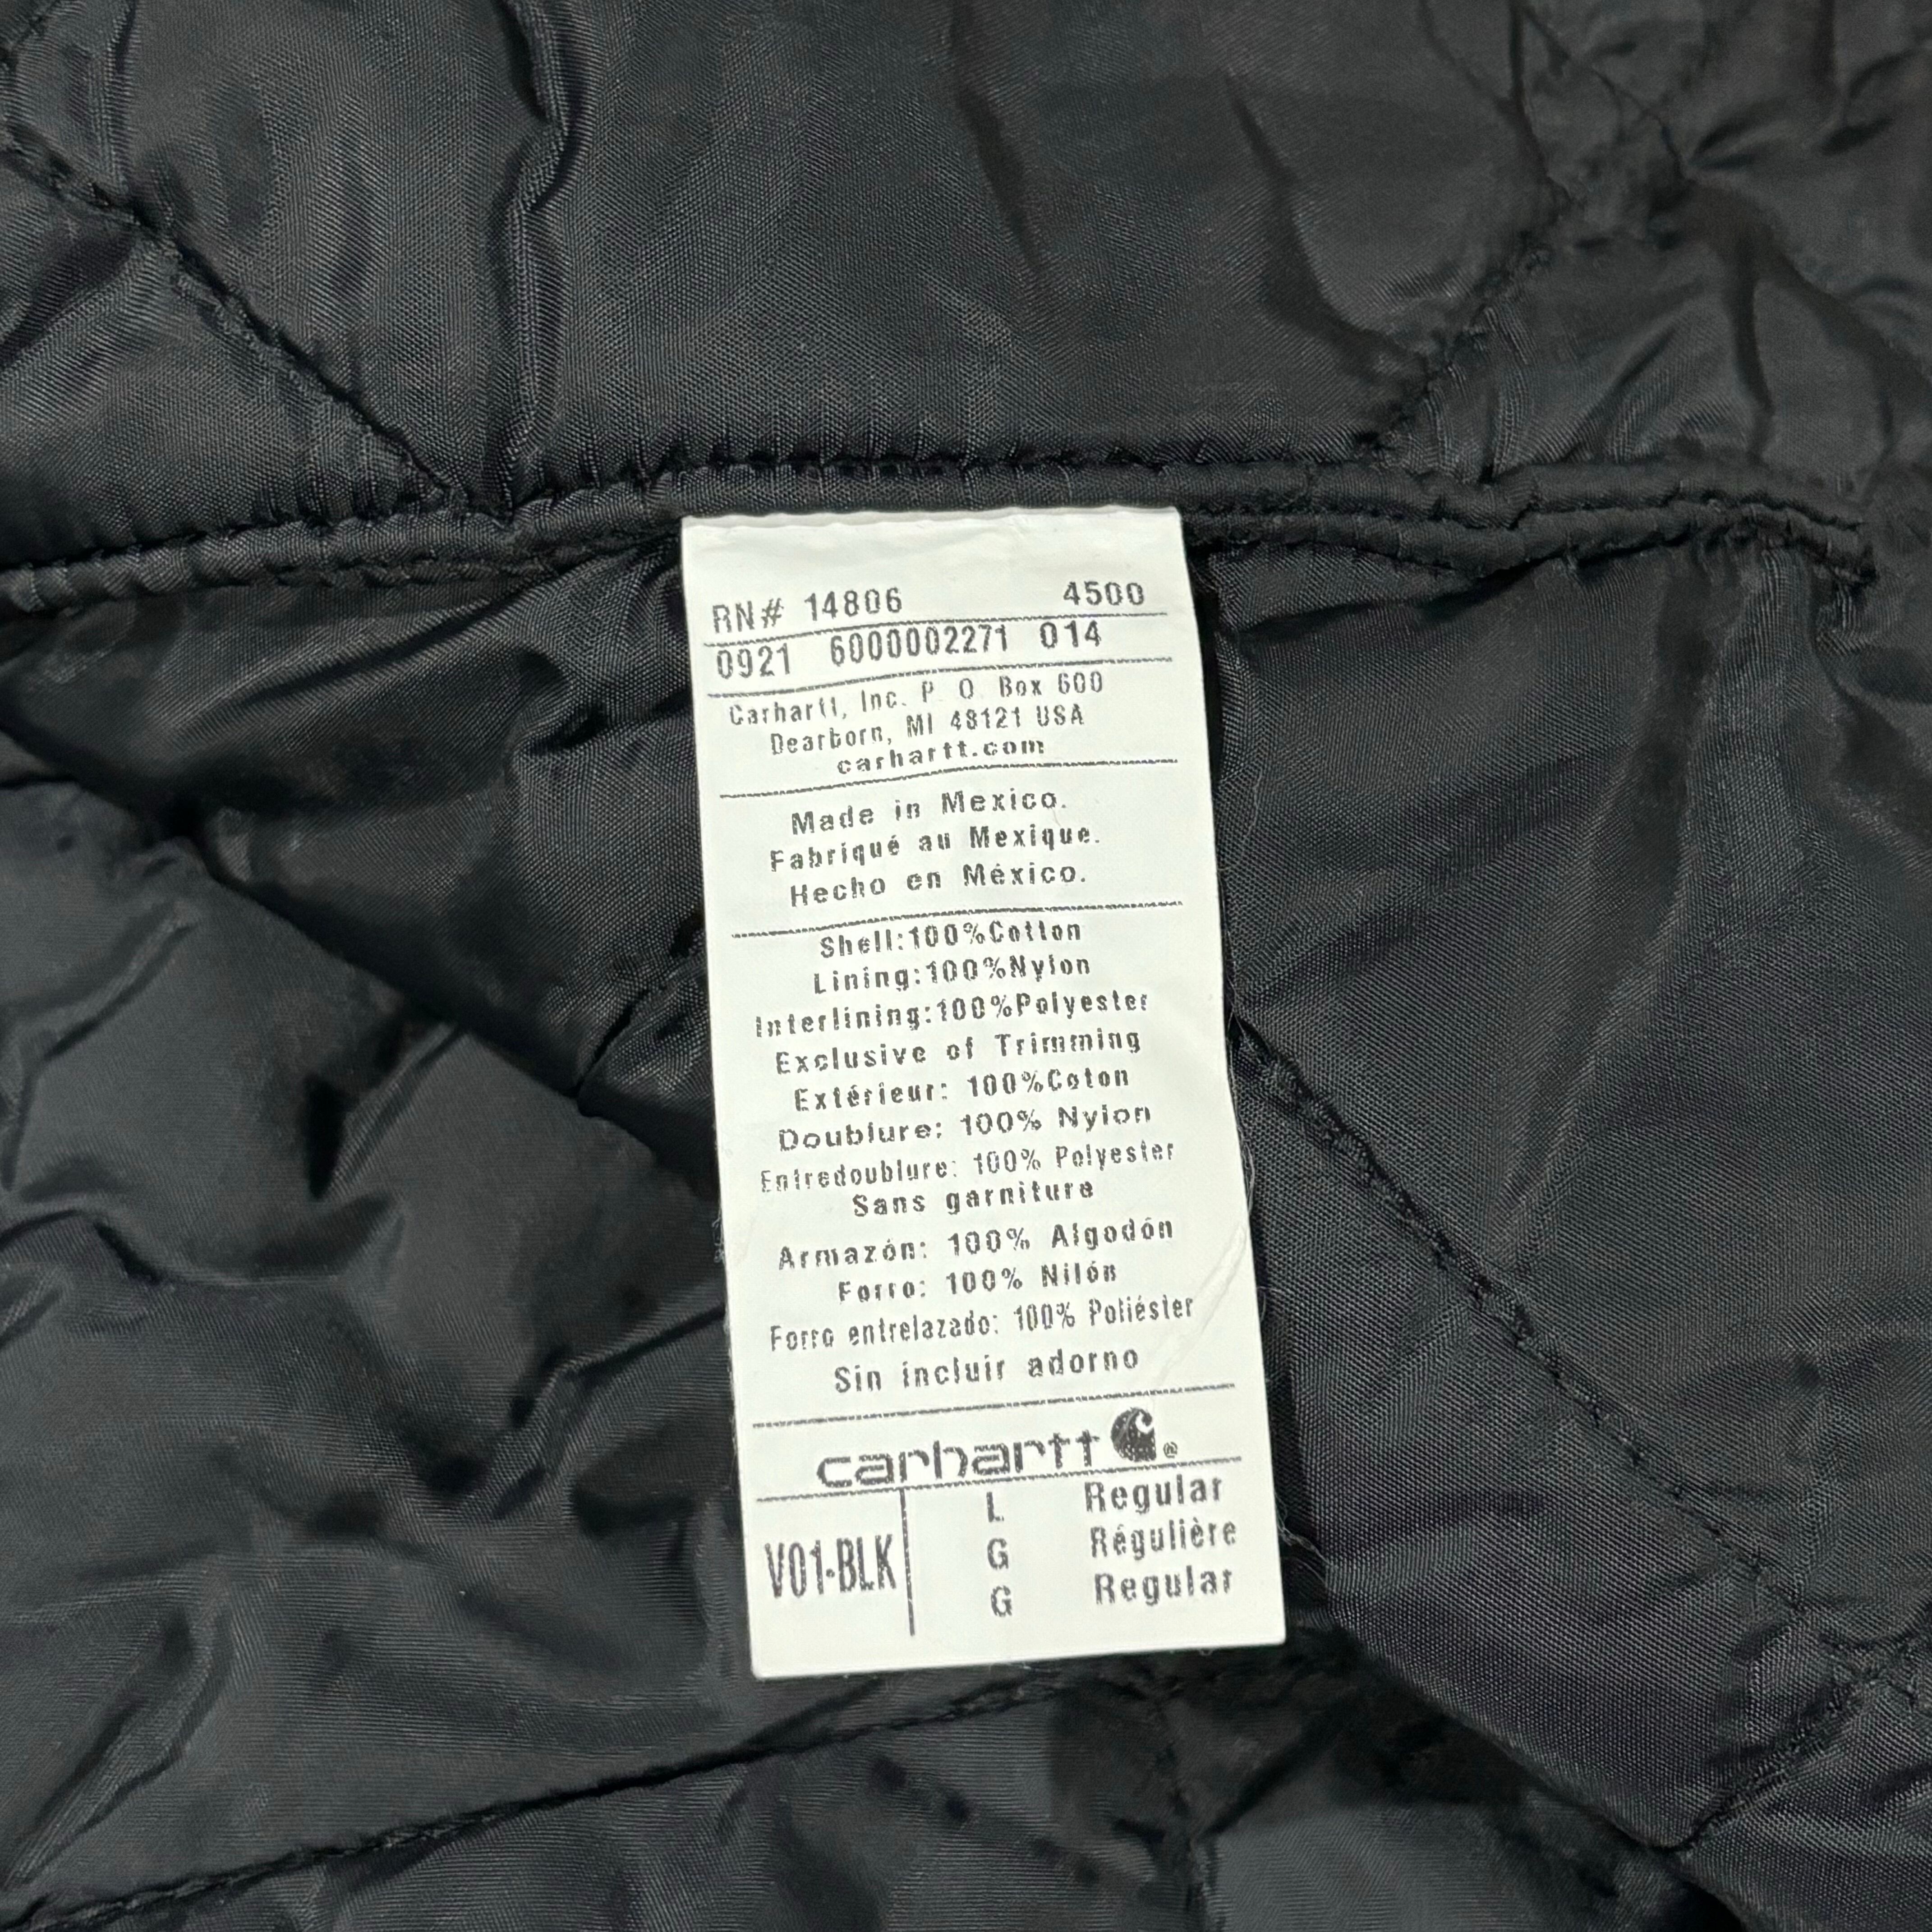 RN# 14806 4500
0921 6000002271 014
Carhartt, Inc. P. O. Box 600
Dearborn, MI 48121 USA
carhartt.com
Made in Mexico.
Fabriqué au Mexique.
Hecho en México.
Shell:100%Cotton
Lining:100%Nylon
Interlining:100%Polyester
Exclusive of Trimming
Extérieur: 100%Coton
Doublure: 100% Nylon
Entredoublure: 100% Polyester
Sans garniture
Armazón: 100% Algodón
Forro: 100% Nilón
Forro entrelazado: 100% Poliéster
Sin incluir adorno
carhartt ®
L Regular
V01-BLK G Régulière
G Regular